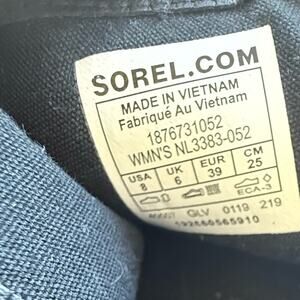 SOREL.COM
MADE IN VIETNAM
Fabriqué Au Vietnam
1876731052
WMN'S NL3383-052
USA UK EUR CM
8 6 39 25
ECA-3
GLV 0119 219